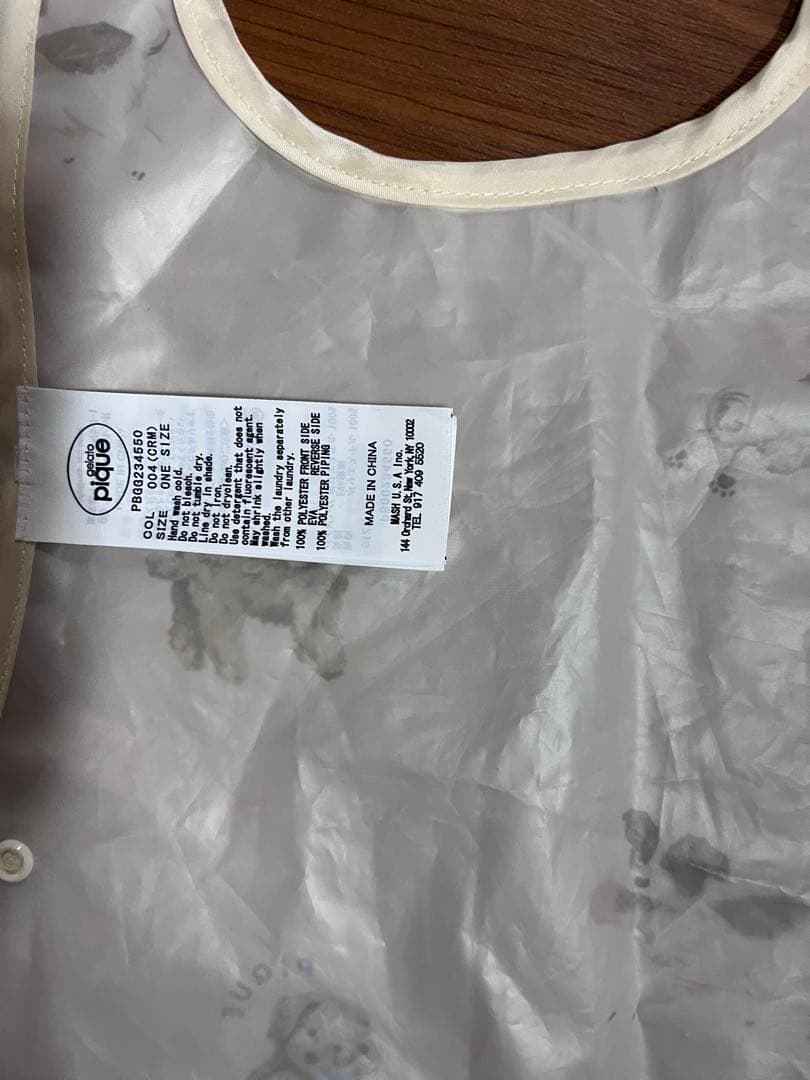 gelato
pique
PBGG234550
COL 004(CRM)
SIZE ONE SIZE
Hand wash cold.
Do not bleach.
Do not tumble dry.
Line dry in shade.
Do not iron.
Do not dryclean.
Use detergent that does not
contain fluorescent agent.
May shrink slightly when
washed.
Wash the laundry separately
from other laundry.
100% POLYESTER FRONT SIDE
EVA REVERSE SIDE
100% POLYESTER PIPING
MADE IN CHINA
MASH U.S.A Inc.
144 Orchard St, New York, NY 10002
TEL 917 409 5520
PIQUE